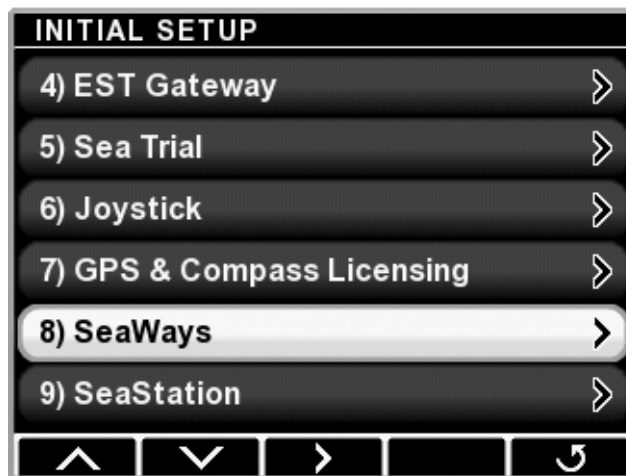 INITIAL SETUP
4) EST Gateway
5) Sea Trial
6) Joystick
7) GPS & Compass Licensing
8) SeaWays
9) SeaStation